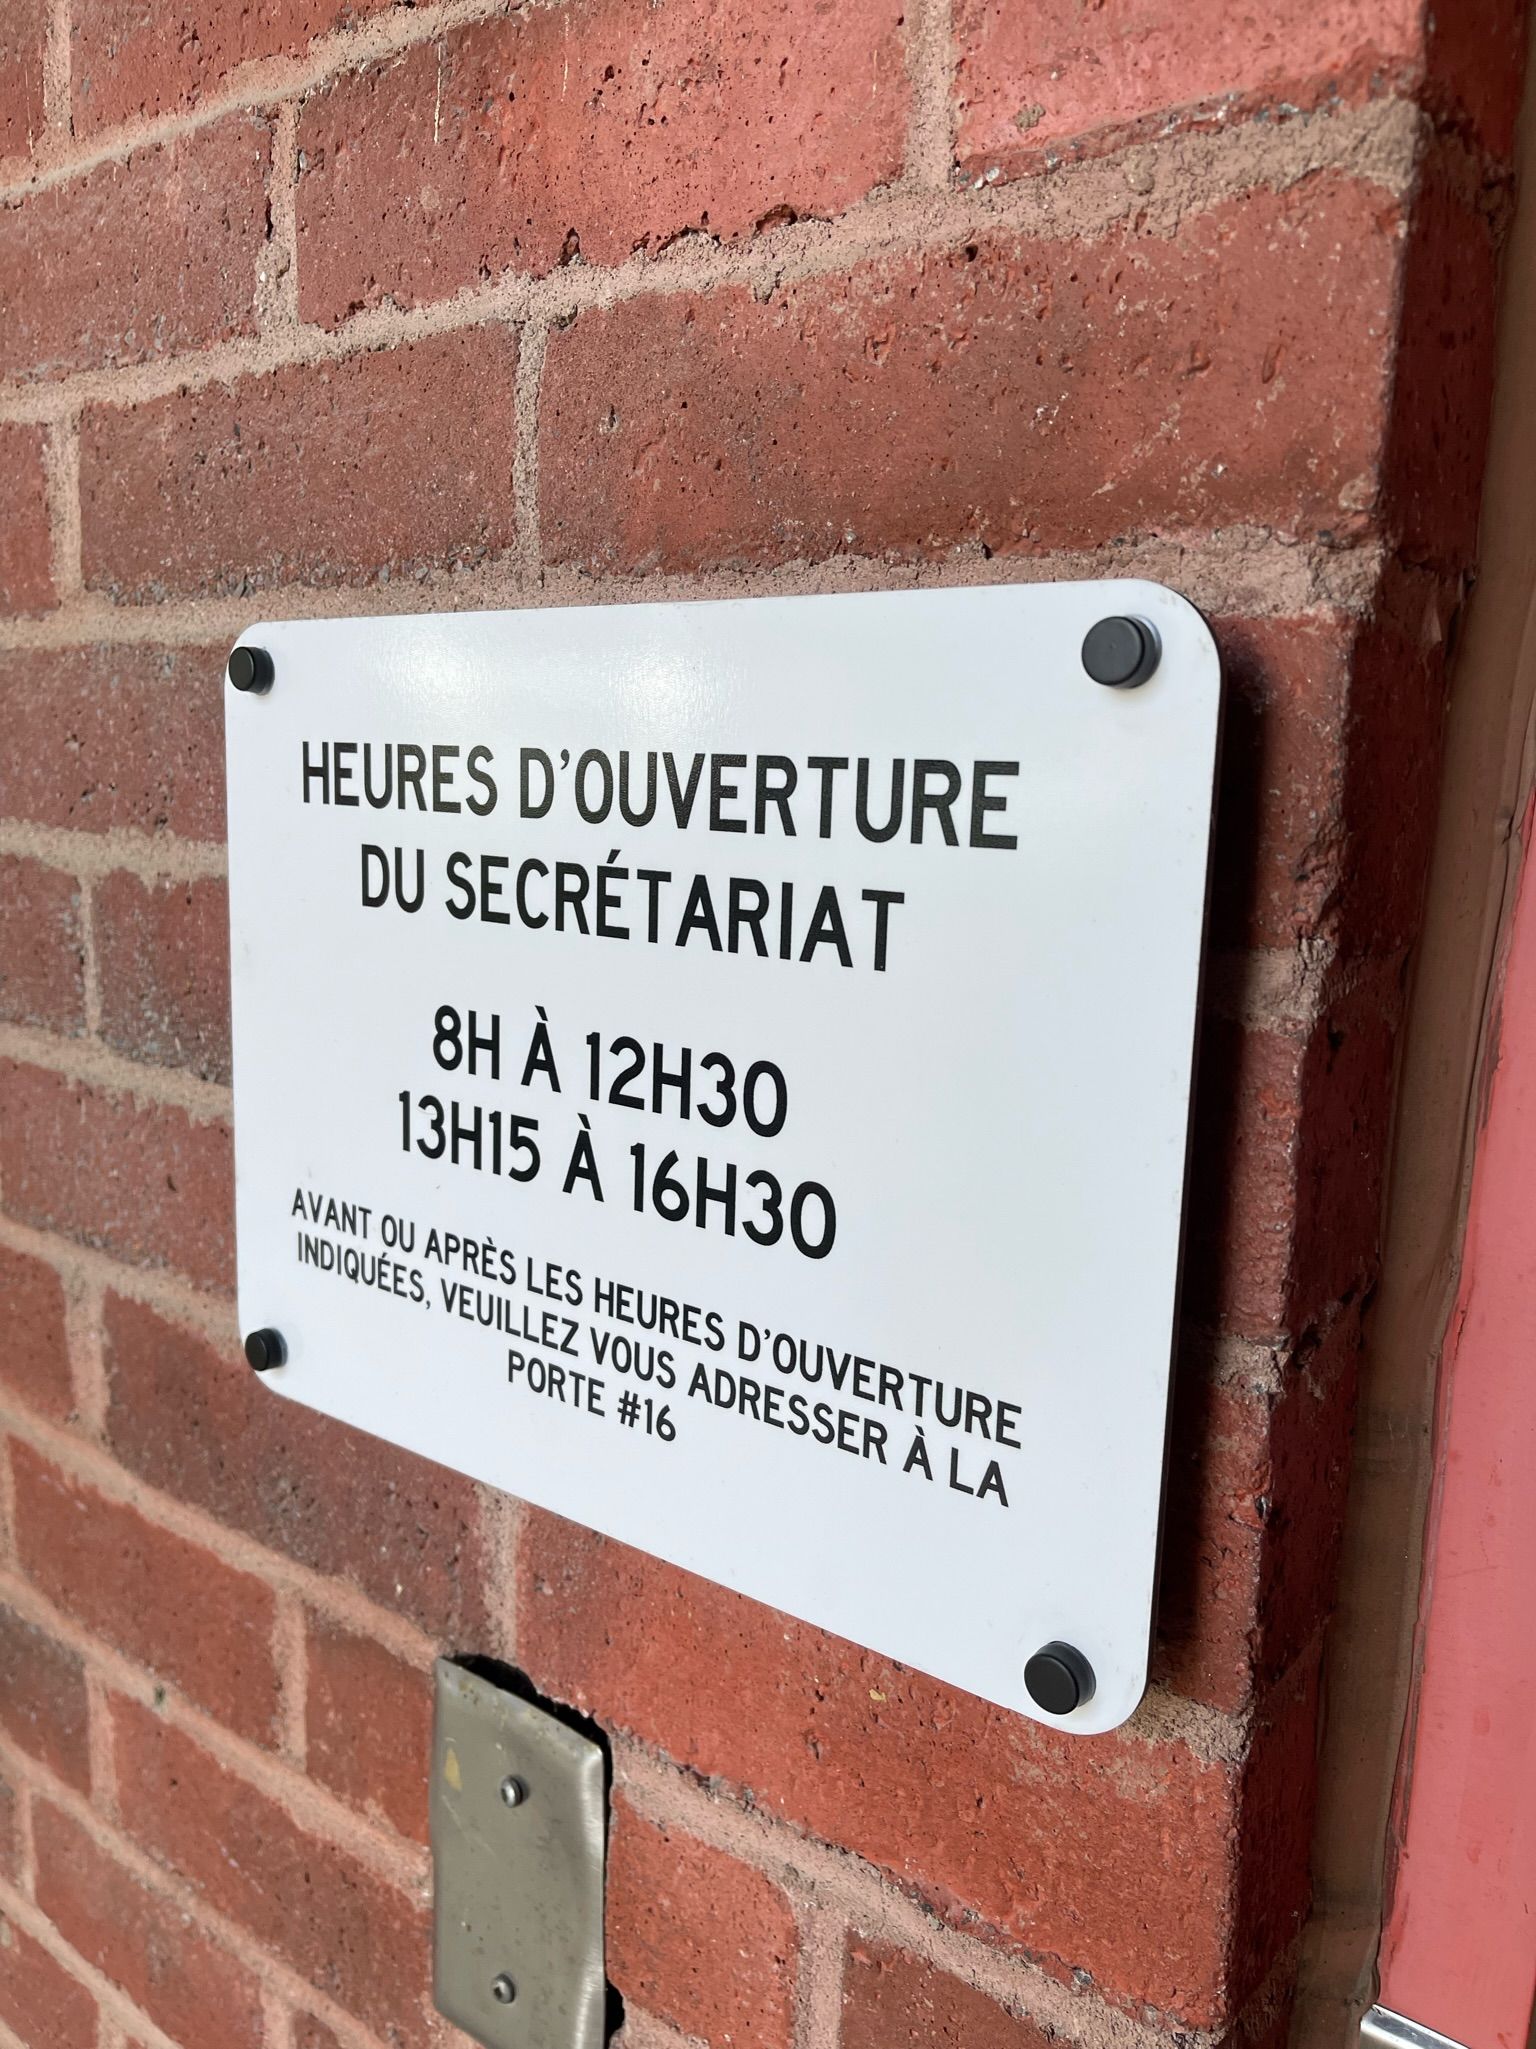 HEURES D'OUVERTURE
DU SECRÉTARIAT
8H À 12H30
13H15 À 16H30
AVANT OU APRÈS LES HEURES D'OUVERTURE
INDIQUÉES, VEUILLEZ VOUS ADRESSER À LA
PORTE #16